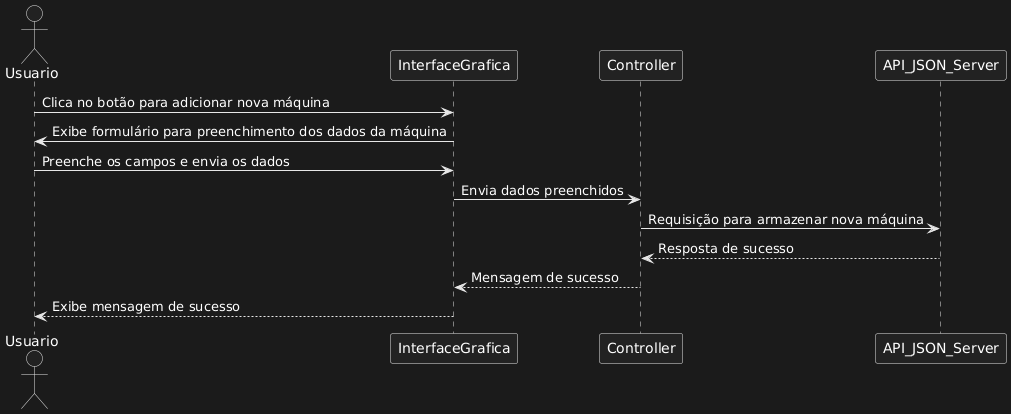 Usuario
InterfaceGrafica
Controller
API_JSON_Server
Clica no botão para adicionar nova máquina
Exibe formulário para preenchimento dos dados da máquina
Preenche os campos e envia os dados
Envia dados preenchidos
Requisição para armazenar nova máquina
Resposta de sucesso
Mensagem de sucesso
Exibe mensagem de sucesso
Usuario
InterfaceGrafica
Controller
API_JSON_Server